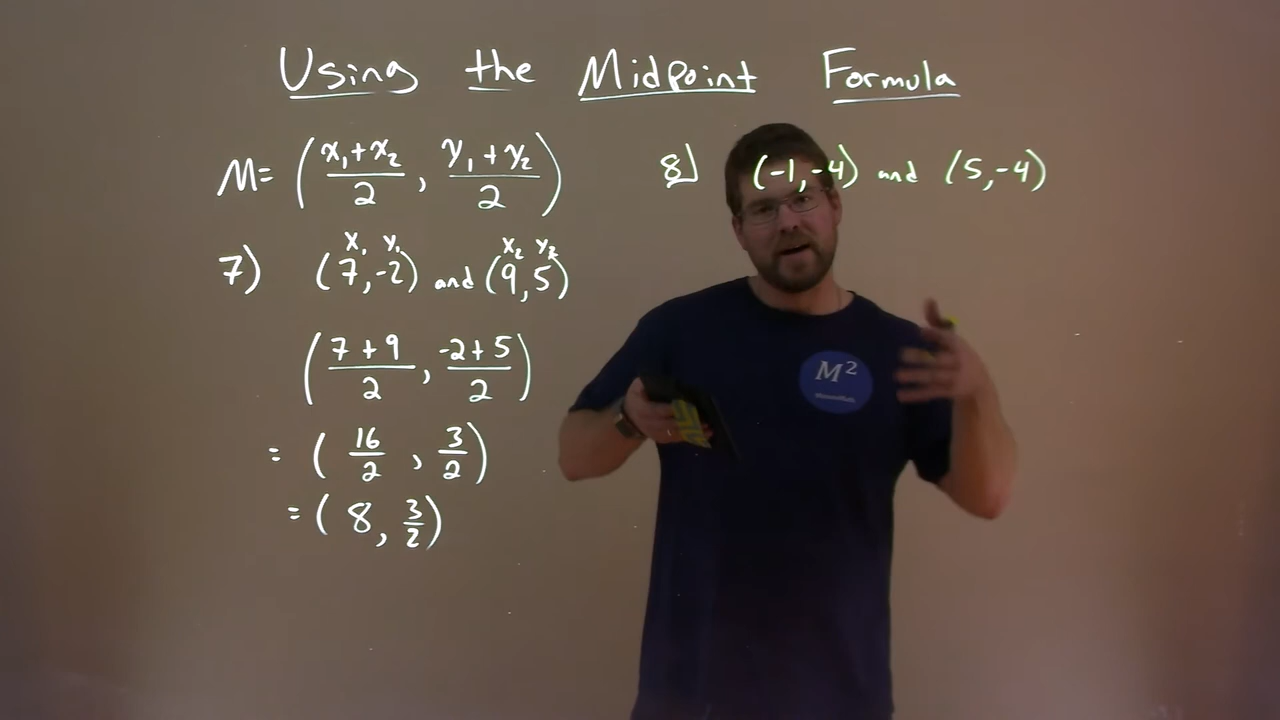 Using the Midpoint Formula
M= (x₁+x₂/2, y₁+y₂/2)
7) (7,-2) and (9,5)
x₁ y₁ x₂ y₂
(7+9/2, -2+5/2)
= (16/2, 3/2)
= (8, 3/2)
8) (-1,-4) and (5,-4)
M²